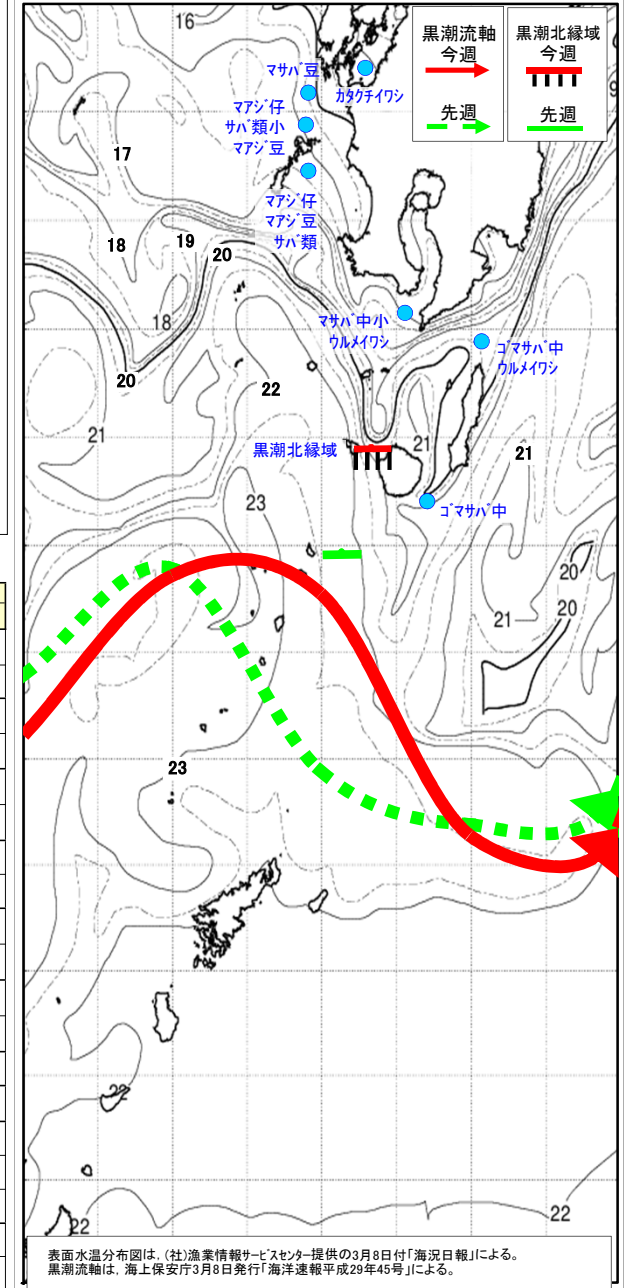 黒潮流軸 黒潮北縁域
今週 今週
先週 先週
16
9
マサバ豆
カタクチイワシ
マアジ仔
サバ類小
マアジ豆
17
マアジ仔
マアジ豆
サバ類
18
19
20
18
マサバ中小
ウルメイワシ
ゴマサバ中
ウルメイワシ
20
22
21
黒潮北縁域
21
21
23
ゴマサバ中
20
21
20
23
22
22
22
表面水温分布図は、(社)漁業情報サービスセンター提供の3月8日付「海況日報」による。
黒潮流軸は、海上保安庁3月8日発行「海洋速報平成29年45号」による。